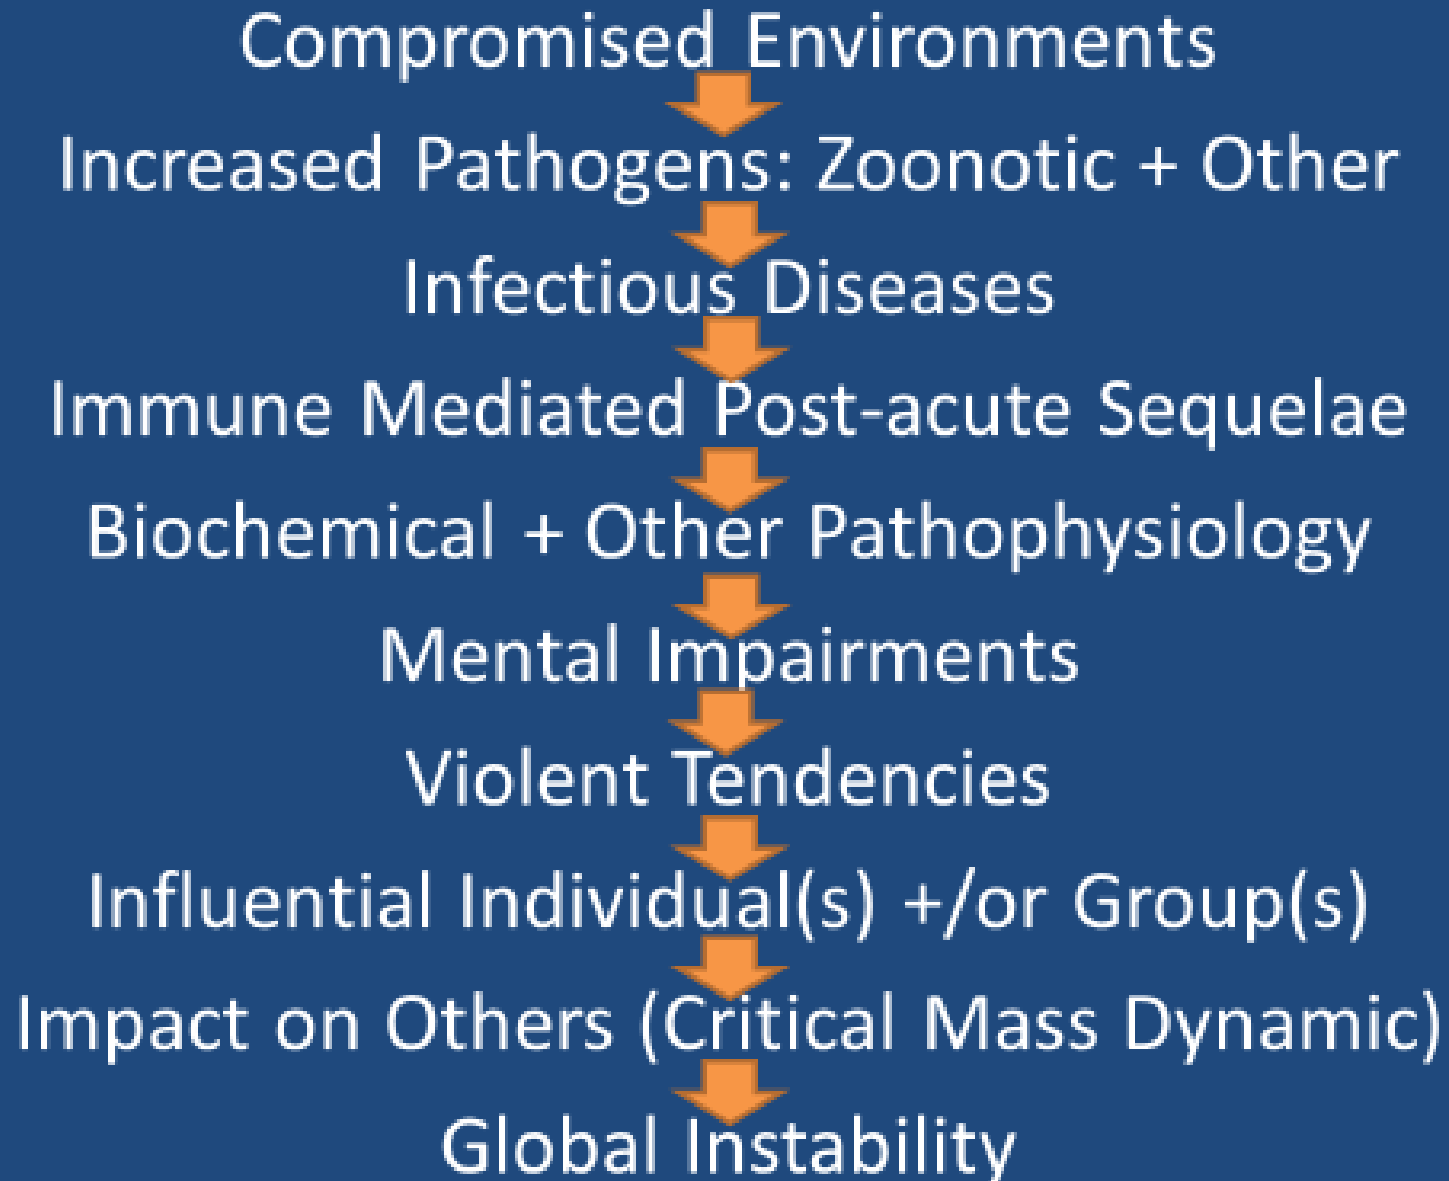 Compromised Environments
Increased Pathogens: Zoonotic + Other
Infectious Diseases
Immune Mediated Post-acute Sequelae
Biochemical + Other Pathophysiology
Mental Impairments
Violent Tendencies
Influential Individual(s) +/or Group(s)
Impact on Others (Critical Mass Dynamic)
Global Instability